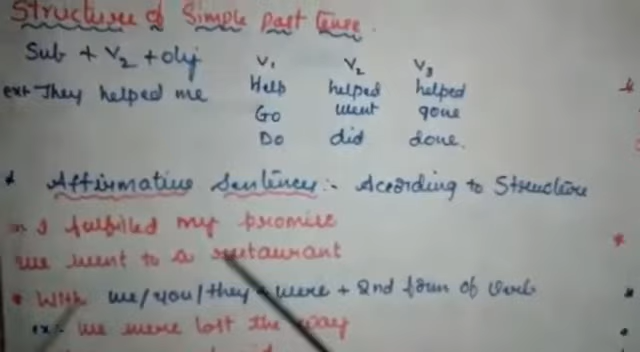 Structure of Simple Past tense.
Sub + V2 + obj V1 V2 V3
ex:- They helped me Help helped helped
Go went gone
Do did done.
* Affirmative Sentences:- According to Structure
I fulfilled my promise
we went to a restaurant
* With we/you/they + were + 2nd form of verb
ex:- we were lost the way